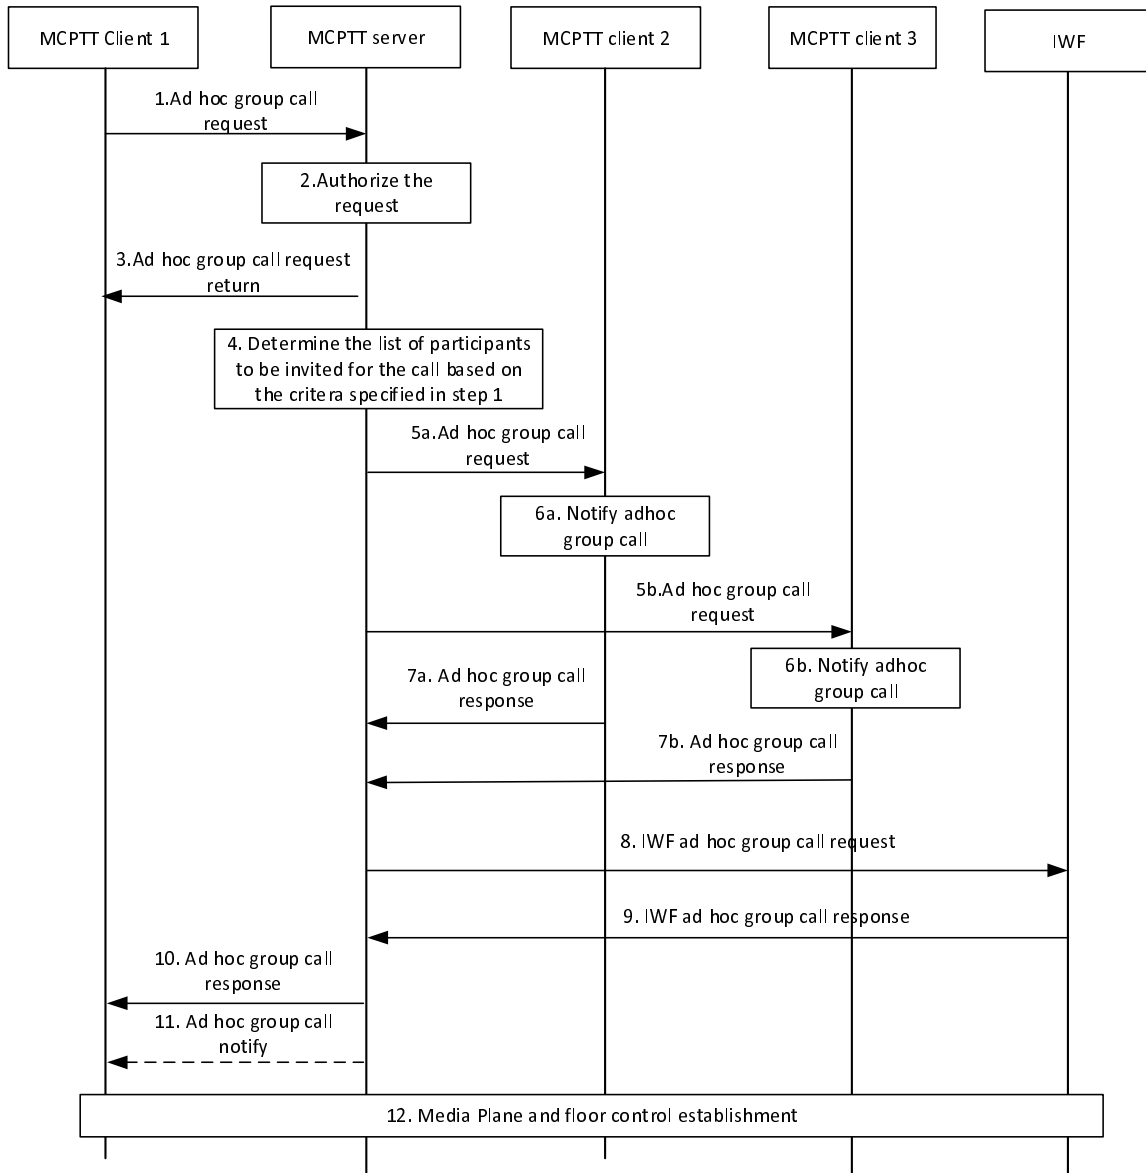 MCPTT Client 1
MCPTT server
MCPTT client 2
MCPTT client 3
IWF
1.Ad hoc group call
request
2.Authorize the
request
3.Ad hoc group call request
return
4. Determine the list of participants
to be invited for the call based on
the critera specified in step 1
5a.Ad hoc group call
request
6a. Notify adhoc
group call
5b.Ad hoc group call
request
6b. Notify adhoc
group call
7a. Ad hoc group call
response
7b. Ad hoc group call
response
8. IWF ad hoc group call request
9. IWF ad hoc group call response
10. Ad hoc group call
response
11. Ad hoc group call
notify
12. Media Plane and floor control establishment